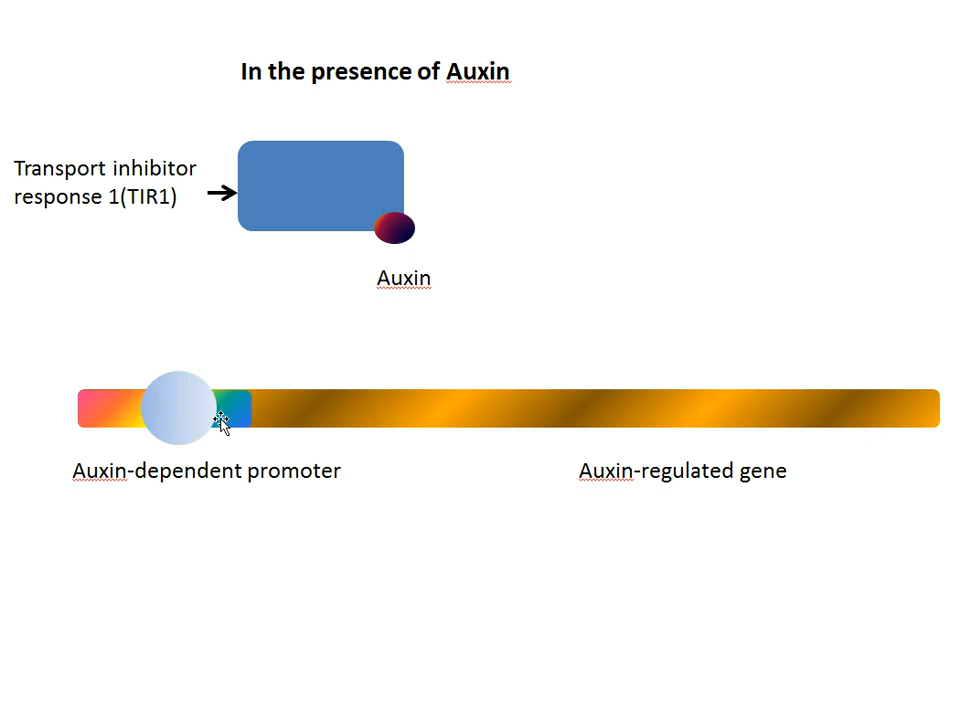 In the presence of Auxin
Transport inhibitor
response 1(TIR1)
Auxin
Auxin-dependent promoter
Auxin-regulated gene